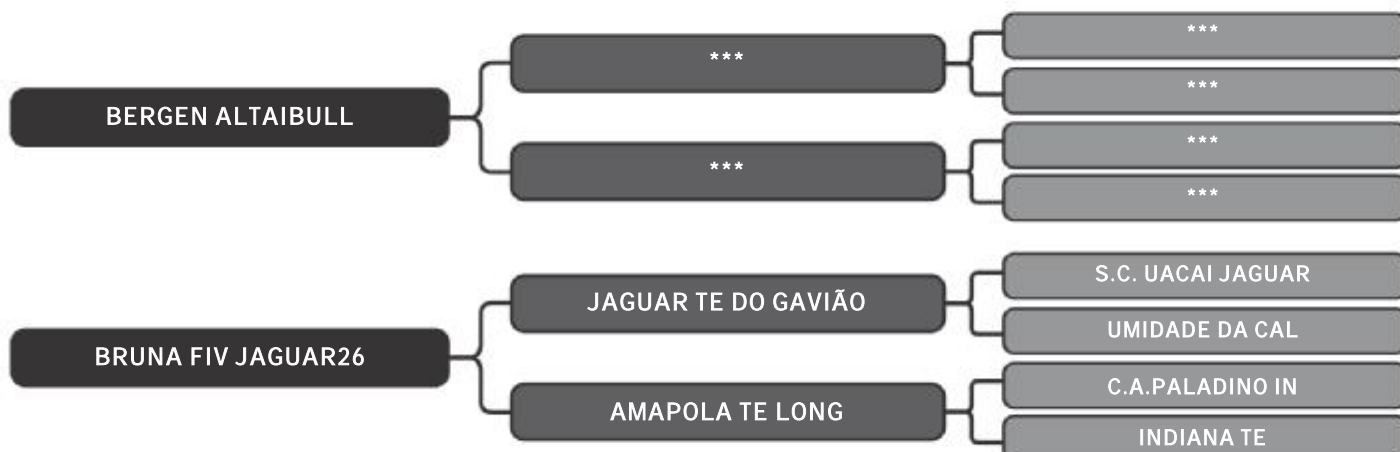 BERGEN ALTAIBULL
***
***
***
***
***
***
BRUNA FIV JAGUAR26
JAGUAR TE DO GAVIÃO
S.C. UACAI JAGUAR
UMIDADE DA CAL
AMAPOLA TE LONG
C.A.PALADINO IN
INDIANA TE